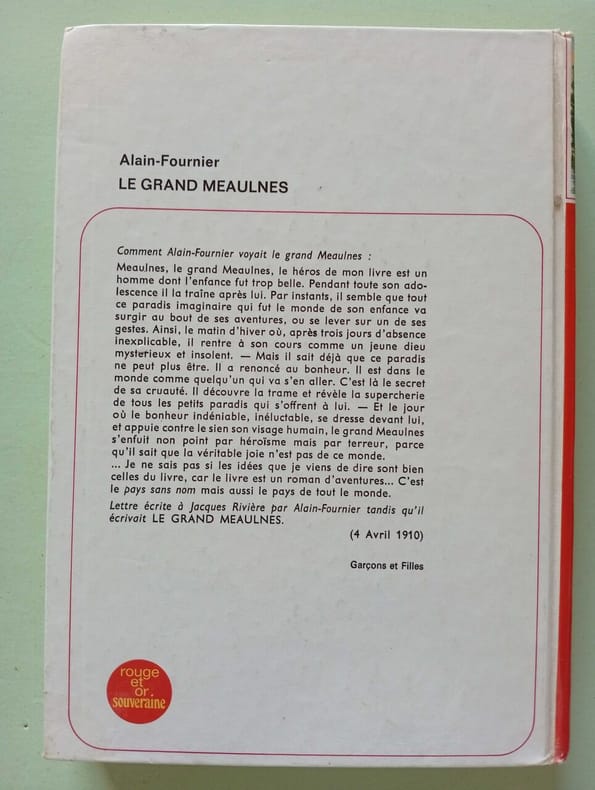 Alain-Fournier
LE GRAND MEAULNES
Comment Alain-Fournier voyait le grand Meaulnes :
Meaulnes, le grand Meaulnes, le héros de mon livre est un
homme dont l'enfance fut trop belle. Pendant toute son ado-
lescence il la traîne après lui. Par instants, il semble que tout
ce paradis imaginaire qui fut le monde de son enfance va
surgir au bout de ses aventures, ou se lever sur un de ses
gestes. Ainsi, le matin d'hiver où, après trois jours d'absence
inexplicable, il rentre à son cours comme un jeune dieu
mystérieux et insolent. — Mais il sait déjà que ce paradis
ne peut plus être. Il a renoncé au bonheur. Il est dans le
monde comme quelqu'un qui va s'en aller. C'est là le secret
de sa cruauté. Il découvre la trame et révèle la supercherie
de tous les petits paradis qui s'offrent à lui. — Et le jour
où le bonheur indéniable, inéluctable, se dresse devant lui,
et appuie contre le sien son visage humain, le grand Meaulnes
s'enfuit non point par héroïsme mais par terreur, parce
qu'il sait que la véritable joie n'est pas de ce monde.
... Je ne sais pas si les idées que je viens de dire sont bien
celles du livre, car le livre est un roman d'aventures... C'est
le pays sans nom mais aussi le pays de tout le monde.
Lettre écrite à Jacques Rivière par Alain-Fournier tandis qu'il
écrivait LE GRAND MEAULNES.
(4 Avril 1910)
Garçons et Filles
rouge
et
or.
souveraine